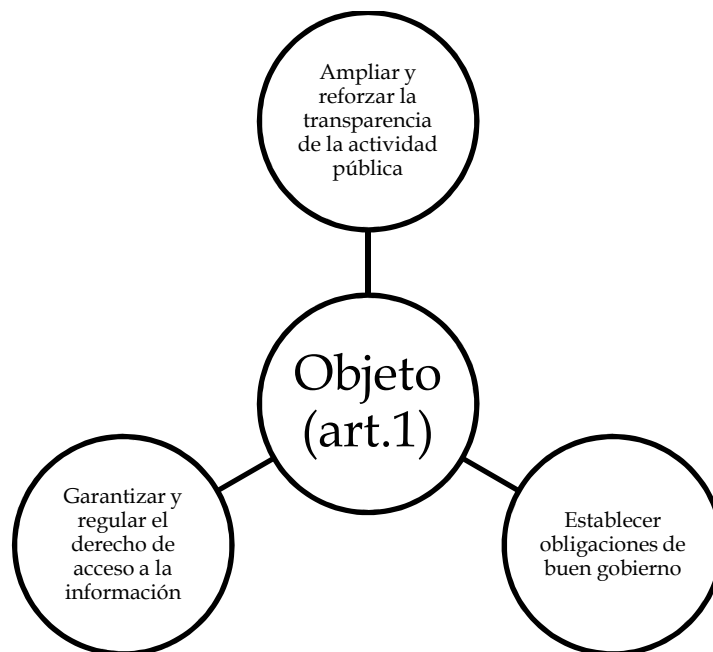 Ampliar y
reforzar la
transparencia
de la actividad
pública
Objeto
(art.1)
Garantizar y
regular el
derecho de
acceso a la
información
Establecer
obligaciones de
buen gobierno